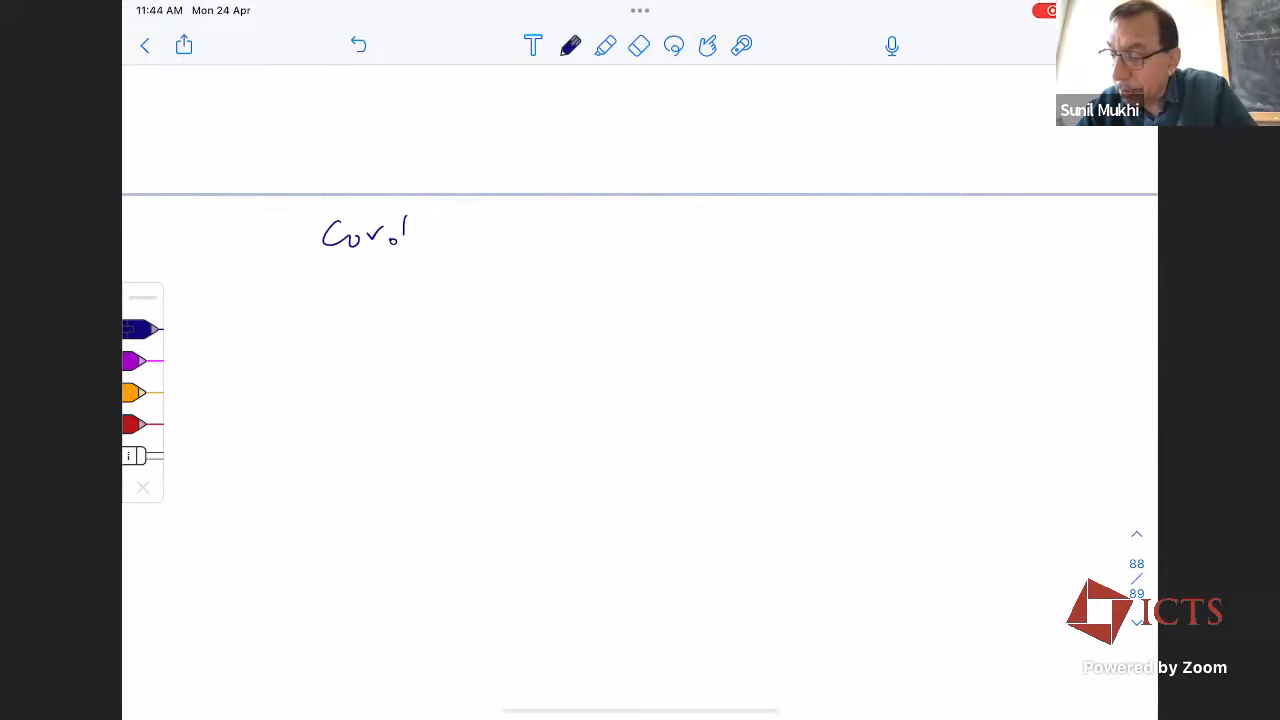 11:44 AM Mon 24 Apr
Sunil Mukhi
Corol
88
/
89
ICTS
Powered by Zoom